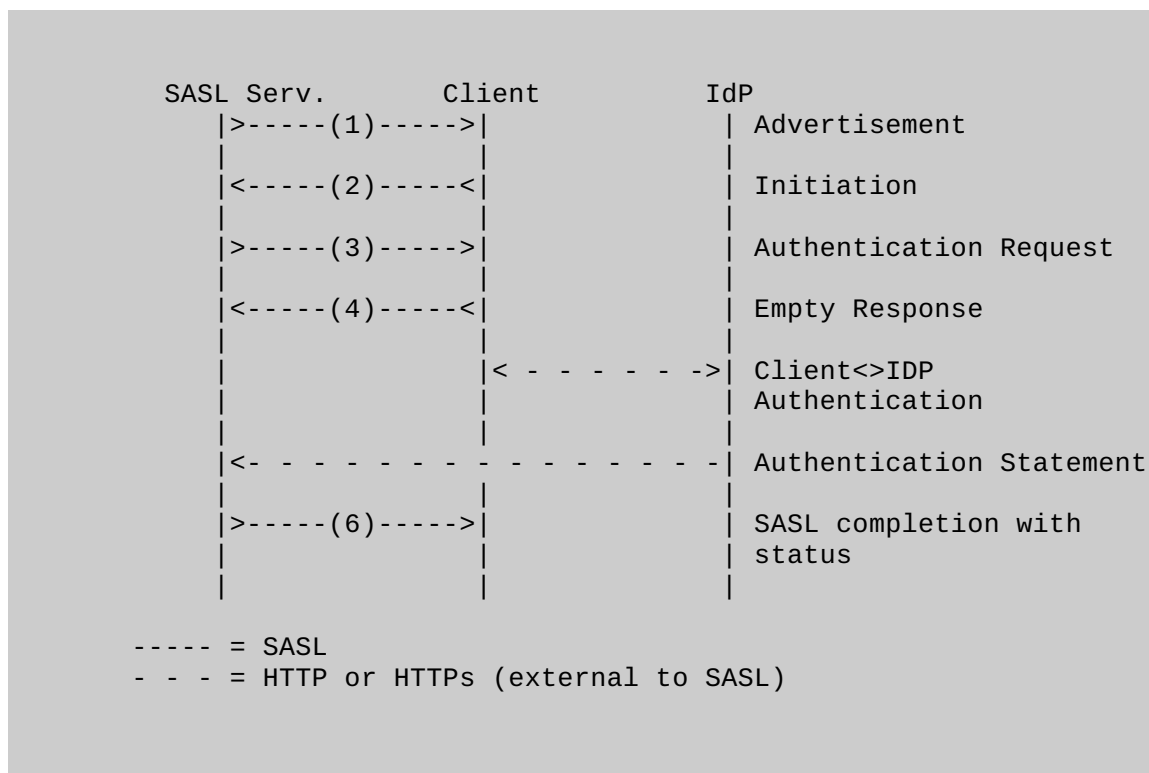 SASL Serv.       Client          IdP
    |>-----(1)----->|               | Advertisement
    |               |               |
    |<-----(2)-----<|               | Initiation
    |               |               |
    |>-----(3)----->|               | Authentication Request
    |               |               |
    |<-----(4)-----<|               | Empty Response
    |               |               |
    |               |< - - - - - ->| Client<>IDP
    |               |               | Authentication
    |               |               |
    |<- - - - - - - - - - - - - - -| Authentication Statement
    |               |               |
    |>-----(6)----->|               | SASL completion with
    |               |               | status
    |               |               |
----- = SASL
- - - = HTTP or HTTPs (external to SASL)